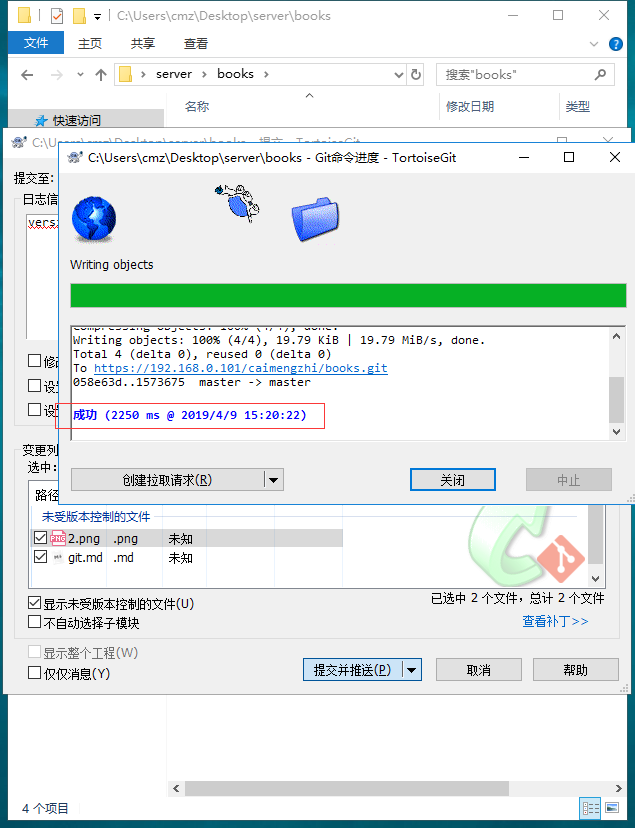 C:\Users\cmz\Desktop\server\books
文件 主页 共享 查看
server books 搜索"books"
名称 修改日期 类型
快速访问
C:\Users\cmz\Desktop\server\books - 提交 - TortoiseGit
C:\Users\cmz\Desktop\server\books - Git命令进度 - TortoiseGit
提交至:
日志信
Writing objects
Compressing objects: 100% (4/4), done.
Writing objects: 100% (4/4), 19.79 KiB | 19.79 MiB/s, done.
Total 4 (delta 0), reused 0 (delta 0)
To https://192.168.0.101/caimengzhi/books.git
058e63d..1573675 master -> master
成功 (2250 ms @ 2019/4/9 15:20:22)
修
设
设
变更列
选中:
创建拉取请求(R) 关闭 中止
路径
未受版本控制的文件
2.png .png 未知
git.md .md 未知
显示未受版本控制的文件(U) 已选中 2 个文件，总计 2 个文件
不自动选择子模块 查看补丁>>
显示整个工程(W)
仅仅消息(Y) 提交并推送(P) 取消 帮助
4 个项目